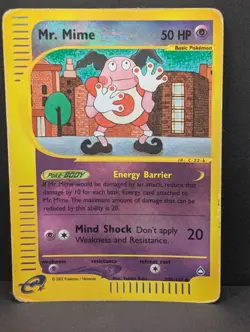 Mr. Mime 50 HP
Basic Pokémon
Poké-BODY Energy Barrier
If Mr. Mime would be damaged by an attack, reduce that
damage by 10 for each basic Energy card attached to
Mr. Mime. The maximum amount of damage that can be
reduced by this ability is 20.
Mind Shock Don't apply 20
Weakness and Resistance.
weakness resistance retreat cost
e © 2002 Pokémon / Nintendo